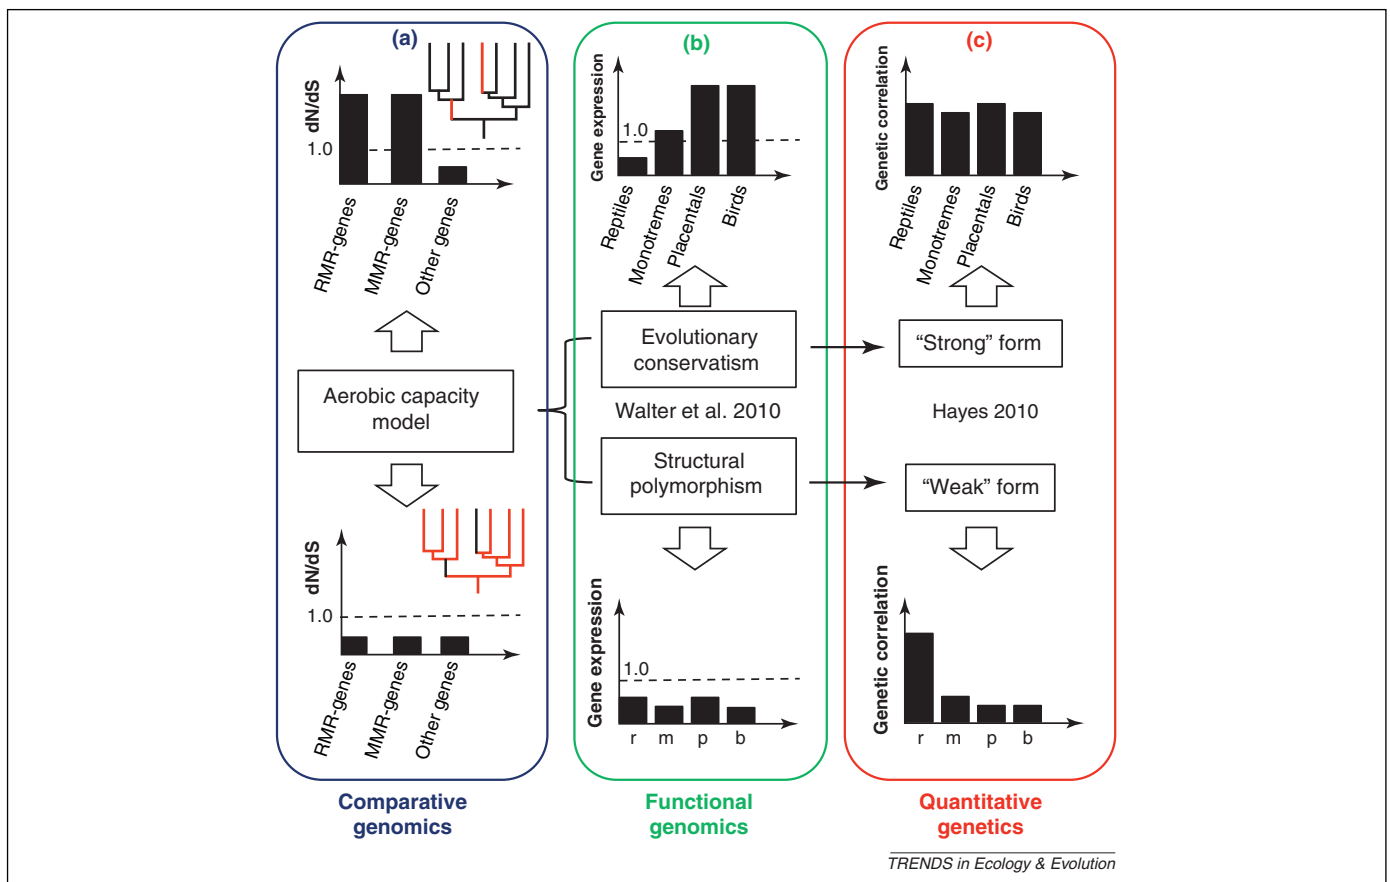 (a)
dN/dS
1.0
RMR-genes
MMR-genes
Other genes
Aerobic capacity
model
dN/dS
1.0
RMR-genes
MMR-genes
Other genes
Comparative
genomics
(b)
Gene expression
1.0
Reptiles
Monotremes
Placentals
Birds
Evolutionary
conservatism
Walter et al. 2010
Structural
polymorphism
Gene expression
1.0
r m p b
Functional
genomics
(c)
Genetic correlation
Reptiles
Monotremes
Placentals
Birds
“Strong” form
Hayes 2010
“Weak” form
Genetic correlation
r m p b
Quantitative
genetics
TRENDS in Ecology & Evolution